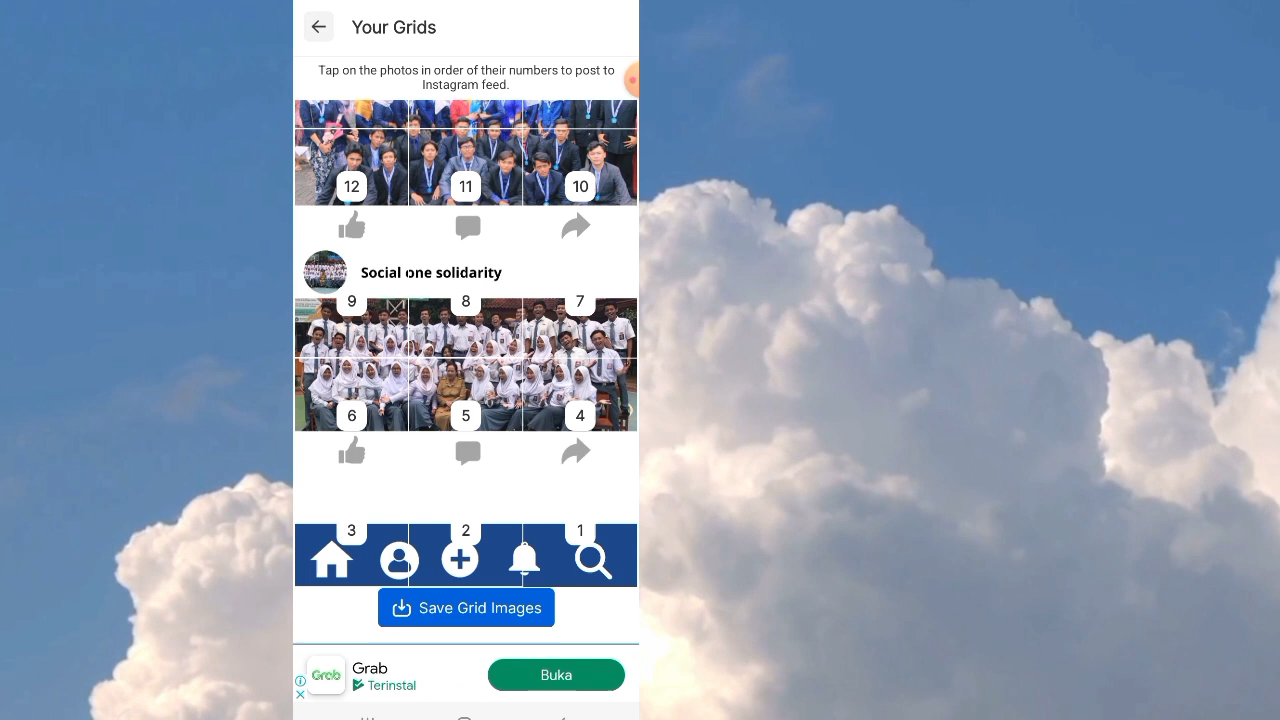 Your Grids
Tap on the photos in order of their numbers to post to
Instagram feed.
12 11 10
Social one solidarity
9 8 7
6 5 4
3 2 1
Save Grid Images
Grab
Grab
Terinstal
Buka